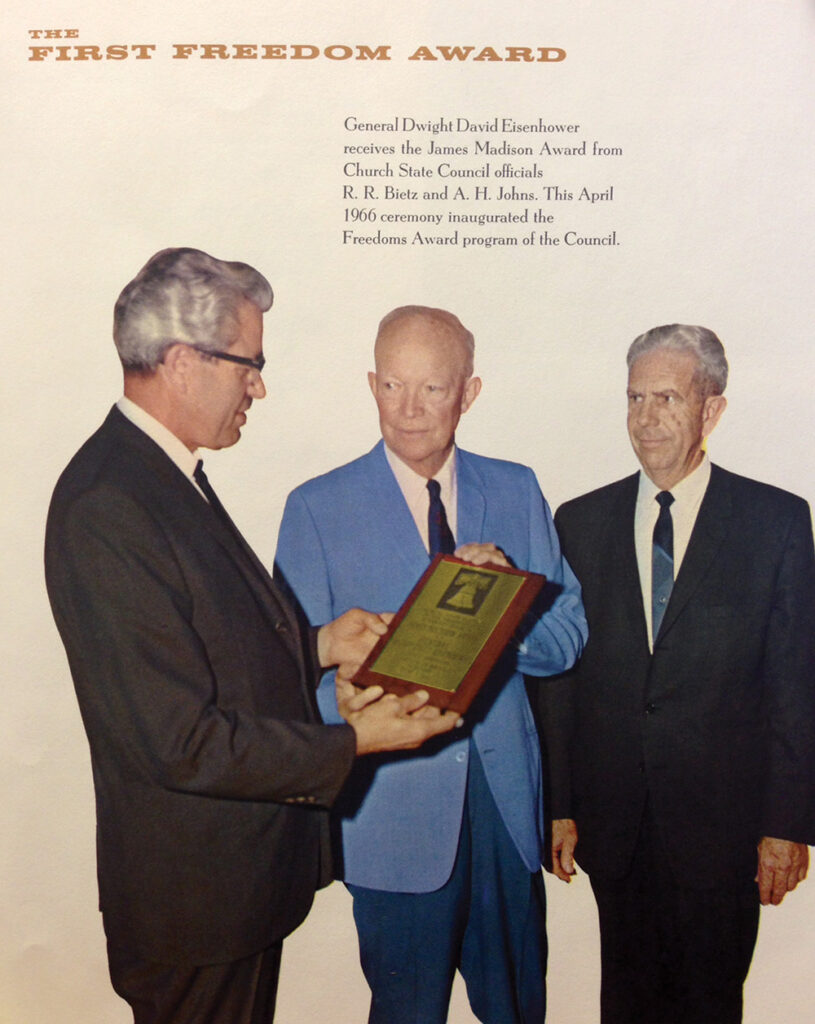 THE
FIRST FREEDOM AWARD
General Dwight David Eisenhower
receives the James Madison Award from
Church State Council officials
R. R. Bietz and A. H. Johns. This April
1966 ceremony inaugurated the
Freedoms Award program of the Council.